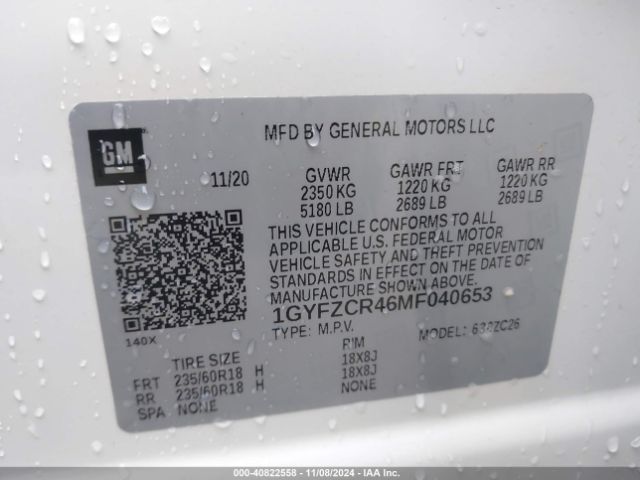 GM
MFD BY GENERAL MOTORS LLC
11/20
GVWR GAWR FRT GAWR RR
2350 KG 1220 KG 1220 KG
5180 LB 2689 LB 2689 LB
THIS VEHICLE CONFORMS TO ALL
APPLICABLE U.S. FEDERAL MOTOR
VEHICLE SAFETY AND THEFT PREVENTION
STANDARDS IN EFFECT ON THE DATE OF
MANUFACTURE SHOWN ABOVE.
1GYFZCR46MF040653
140X
TYPE: M.P.V. MODEL:
TIRE SIZE RIM
FRT 235/60R18 H 18X8J
RR 235/60R18 H 18X8J
SPA NONE NONE
000-40822558 - 11/08/2024 - IAA Inc.